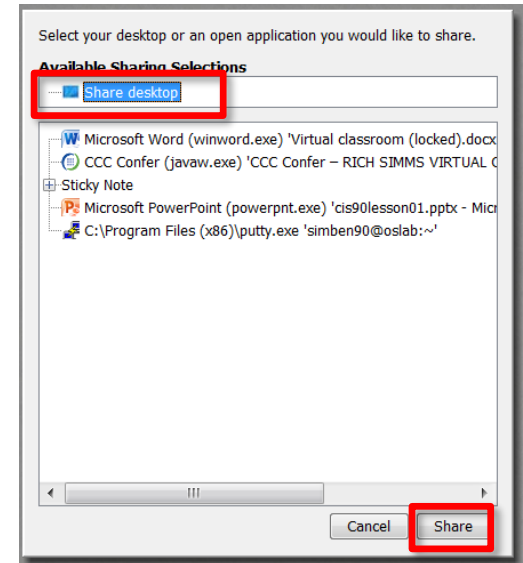 Select your desktop or an open application you would like to share.
Available Sharing Selections
Share desktop
Microsoft Word (winword.exe) 'Virtual classroom (locked).docx
CCC Confer (javaw.exe) 'CCC Confer – RICH SIMMS VIRTUAL
Sticky Note
Microsoft PowerPoint (powerpnt.exe) 'cis90lesson01.pptx - Micr
C:\Program Files (x86)\putty.exe 'simben90@oslab:~'
Cancel Share